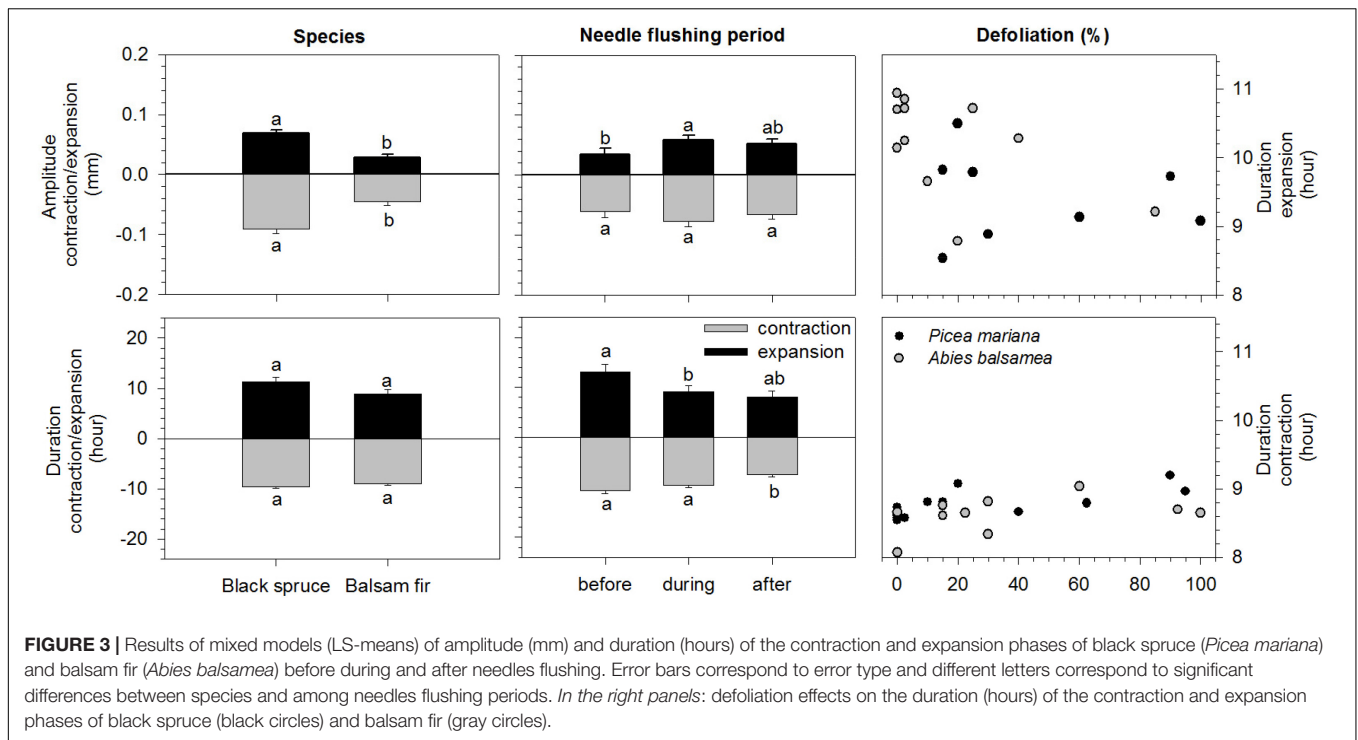 Species
Needle flushing period
Defoliation (%)
Amplitude
contraction/expansion
(mm)
0.2
0.1
0.0
-0.1
-0.2
a
b
a
b
b
a
ab
a
a
a
11
10
9
8
Duration
expansion
(hour)
Duration
contraction/expansion
(hour)
20
10
0
-10
-20
a
a
a
a
contraction
expansion
a
b
ab
a
a
b
Picea mariana
Abies balsamea
11
10
9
8
Duration
contraction
(hour)
Black spruce
Balsam fir
before
during
after
0
20
40
60
80
100
FIGURE 3 | Results of mixed models (LS-means) of amplitude (mm) and duration (hours) of the contraction and expansion phases of black spruce (Picea mariana)
and balsam fir (Abies balsamea) before during and after needles flushing. Error bars correspond to error type and different letters correspond to significant
differences between species and among needles flushing periods. In the right panels: defoliation effects on the duration (hours) of the contraction and expansion
phases of black spruce (black circles) and balsam fir (gray circles).